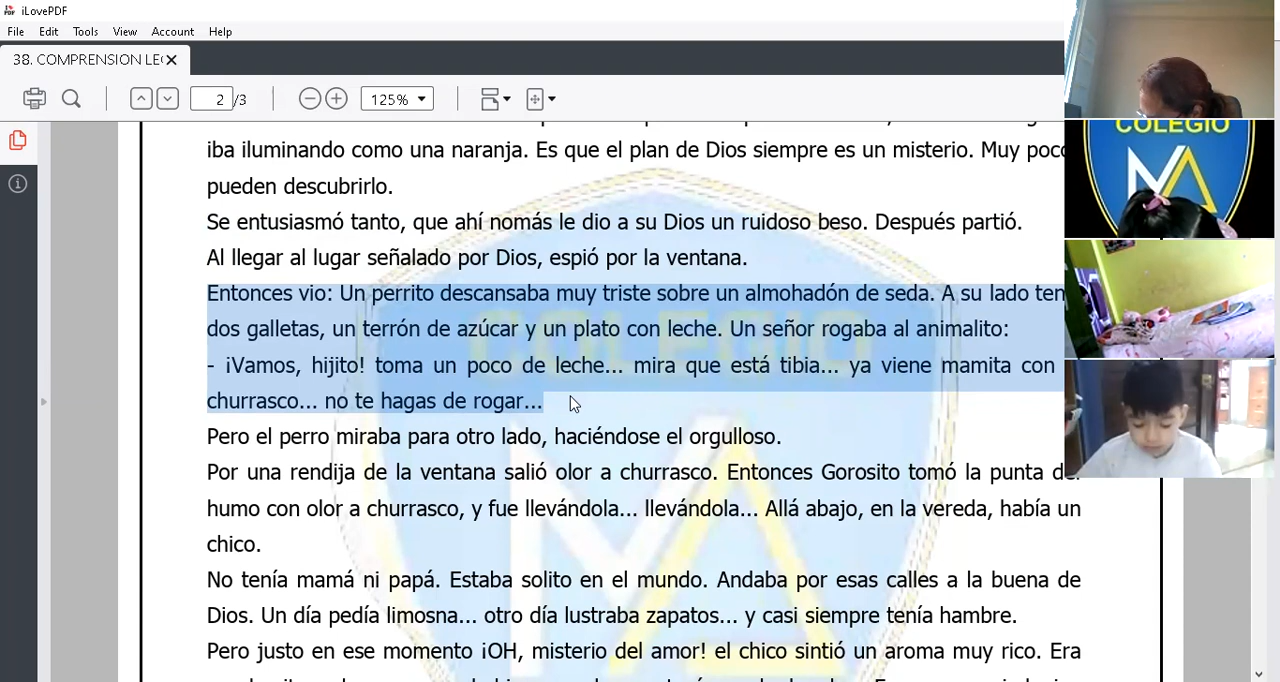 iLovePDF
File Edit Tools View Account Help
38. COMPRENSION LE
2 /3 125%
iba iluminando como una naranja. Es que el plan de Dios siempre es un misterio. Muy poco
pueden descubrirlo.
Se entusiasmó tanto, que ahí nomás le dio a su Dios un ruidoso beso. Después partió.
Al llegar al lugar señalado por Dios, espió por la ventana.
Entonces vio: Un perrito descansaba muy triste sobre un almohadón de seda. A su lado ten
dos galletas, un terrón de azúcar y un plato con leche. Un señor rogaba al animalito:
- ¡Vamos, hijito! toma un poco de leche... mira que está tibia... ya viene mamita con
churrasco... no te hagas de rogar...
Pero el perro miraba para otro lado, haciéndose el orgulloso.
Por una rendija de la ventana salió olor a churrasco. Entonces Gorosito tomó la punta del
humo con olor a churrasco, y fue llevándola... llevándola... Allá abajo, en la vereda, había un
chico.
No tenía mamá ni papá. Estaba solito en el mundo. Andaba por esas calles a la buena de
Dios. Un día pedía limosna... otro día lustraba zapatos... y casi siempre tenía hambre.
Pero justo en ese momento ¡OH, misterio del amor! el chico sintió un aroma muy rico. Era
COLEGIO
COLEGIO